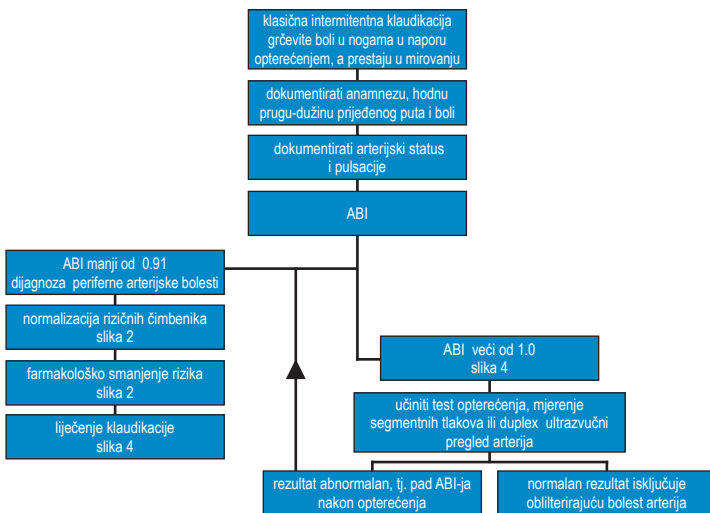 klasična intermitentna klaudikacija
grčevite boli u nogama u naporu
opterećenjem, a prestaju u mirovanju
dokumentirati anamnezu, hodnu
prugu-dužinu prijeđenog puta i boli
dokumentirati arterijski status
i pulsacije
ABI
ABI manji od 0.91
dijagnoza periferne arterijske bolesti
normalizacija rizičnih čimbenika
slika 2
farmakološko smanjenje rizika
slika 2
liječenje klaudikacije
slika 4
ABI veći od 1.0
slika 4
učiniti test opterećenja, mjerenje
segmentnih tlakova ili duplex ultrazvučni
pregled arterija
rezultat abnormalan, tj. pad ABI-ja
nakon opterećenja
normalan rezultat isključuje
oblilterirajuću bolest arterija